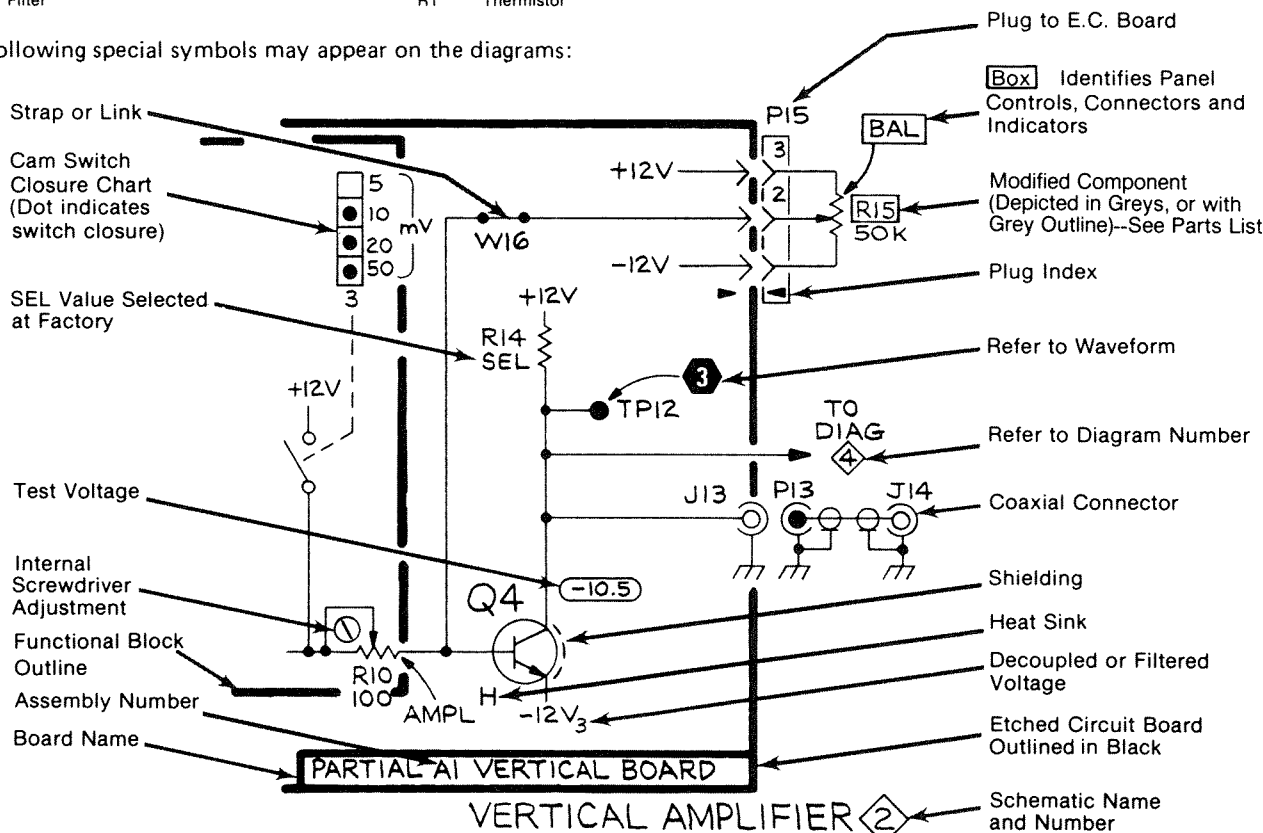 Filter
RT Thermistor
ollowing special symbols may appear on the diagrams:
Plug to E.C. Board
Box Identifies Panel
Controls, Connectors and
Indicators
Strap or Link
P15
BAL
Cam Switch
Closure Chart
(Dot indicates
switch closure)
5
10
20
50
mV
3
+12V
3
2
W16
-12V
R15
50K
Modified Component
(Depicted in Greys, or with
Grey Outline)--See Parts List
Plug Index
SEL Value Selected
at Factory
+12V
R14
SEL
3
Refer to Waveform
TP12
+12V
TO
DIAG
4
Refer to Diagram Number
Test Voltage
J13
P13
J14
Coaxial Connector
-10.5
Internal
Screwdriver
Adjustment
Q4
Shielding
Heat Sink
Functional Block
Outline
R10
100
AMPL
H
-12V3
Decoupled or Filtered
Voltage
Assembly Number
Board Name
PARTIAL A1 VERTICAL BOARD
Etched Circuit Board
Outlined in Black
VERTICAL AMPLIFIER 2
Schematic Name
and Number